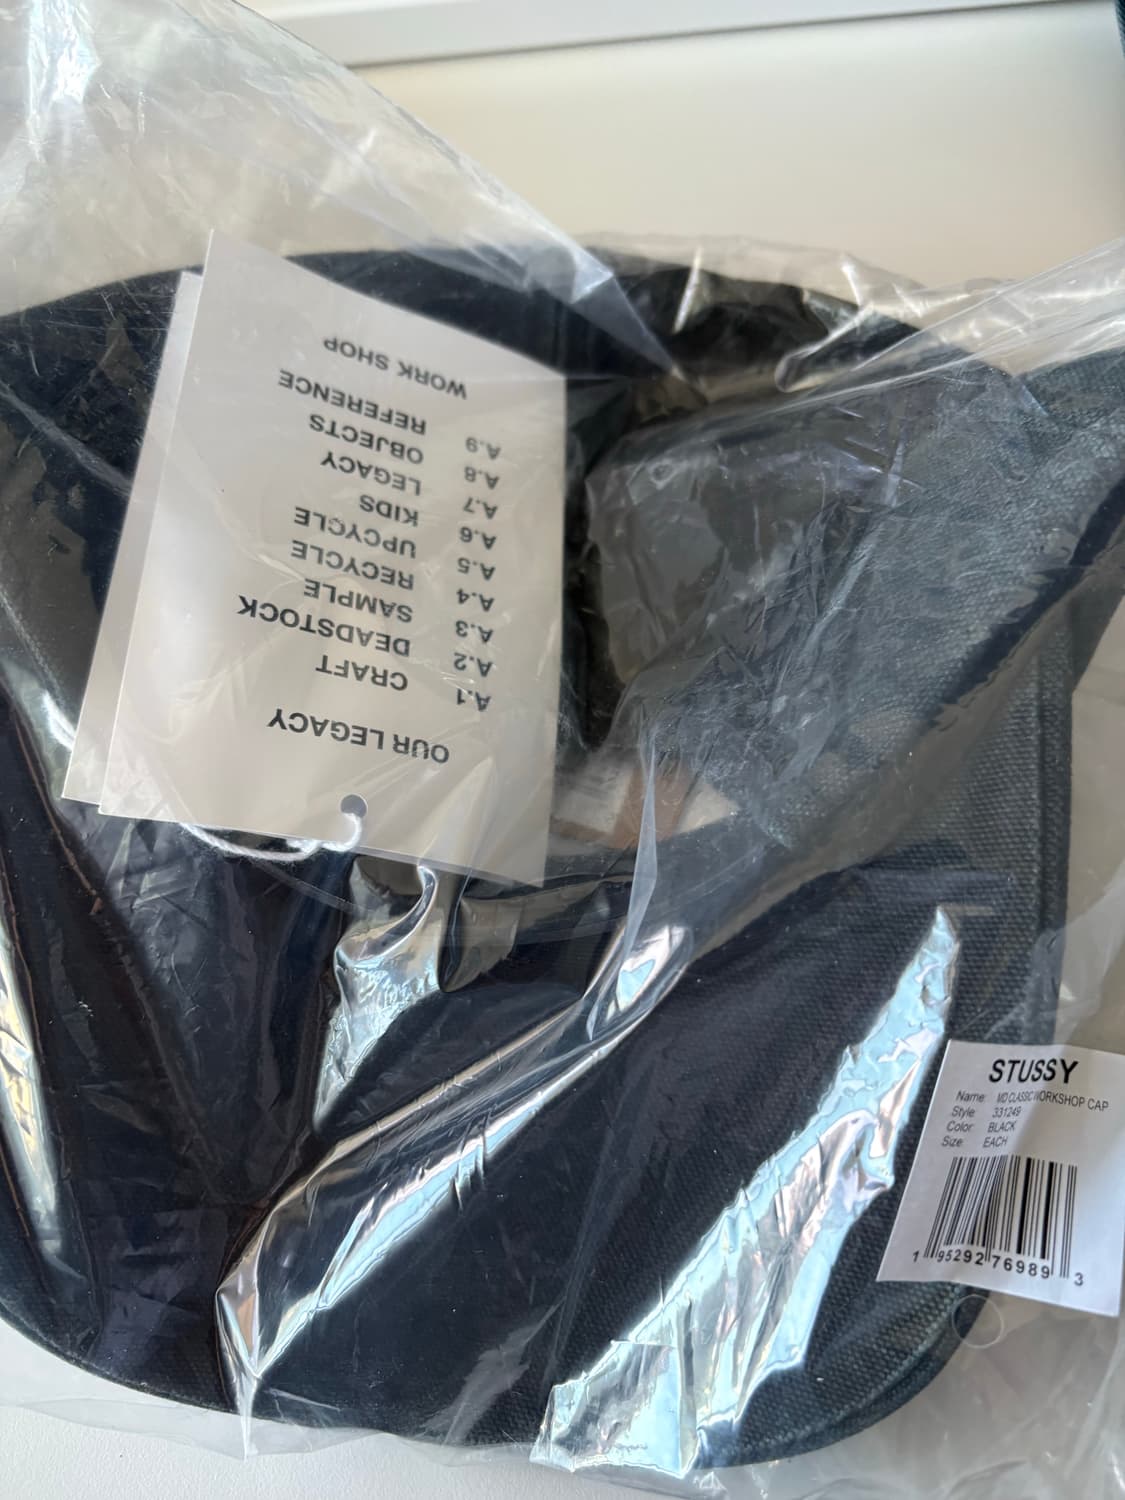 OUR LEGACY
A.1 CRAFT
A.2 DEADSTOCK
A.3 SAMPLE
A.4 RECYCLE
A.5 UPCYCLE
A.6 KIDS
A.7 LEGACY
A.8 OBJECTS
A.9 REFERENCE
WORK SHOP
STUSSY
Name: MD CLASSIC WORKSHOP CAP
Style: 331249
Color: BLACK
Size: EACH
1 95292 76989 3